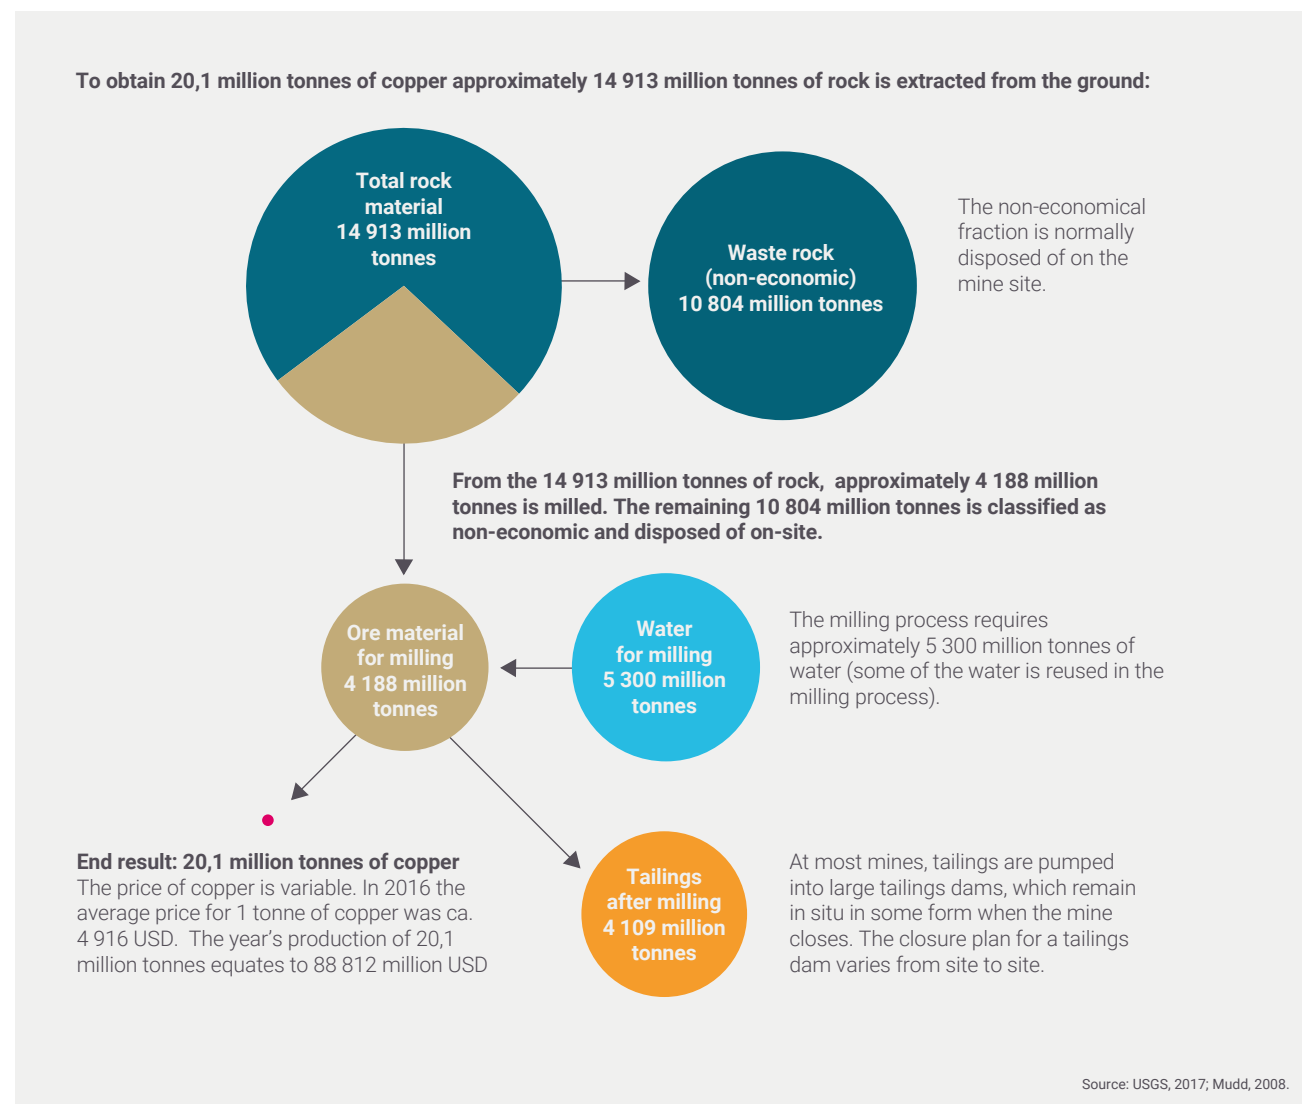 To obtain 20,1 million tonnes of copper approximately 14 913 million tonnes of rock is extracted from the ground:
Total rock
material
14 913 million
tonnes
Waste rock
(non-economic)
10 804 million tonnes
The non-economical
fraction is normally
disposed of on the
mine site.
From the 14 913 million tonnes of rock,  approximately 4 188 million
tonnes is milled. The remaining 10 804 million tonnes is classified as
non-economic and disposed of on-site.
Ore material
for milling
4 188 million
tonnes
Water
for milling
5 300 million
tonnes
The milling process requires
approximately 5 300 million tonnes of
water (some of the water is reused in the
milling process).
End result: 20,1 million tonnes of copper
The price of copper is variable. In 2016 the
average price for 1 tonne of copper was ca.
4 916 USD.  The year's production of 20,1
million tonnes equates to 88 812 million USD
Tailings
after milling
4 109 million
tonnes
At most mines, tailings are pumped
into large tailings dams, which remain
in situ in some form when the mine
closes. The closure plan for a tailings
dam varies from site to site.
Source: USGS, 2017; Mudd, 2008.